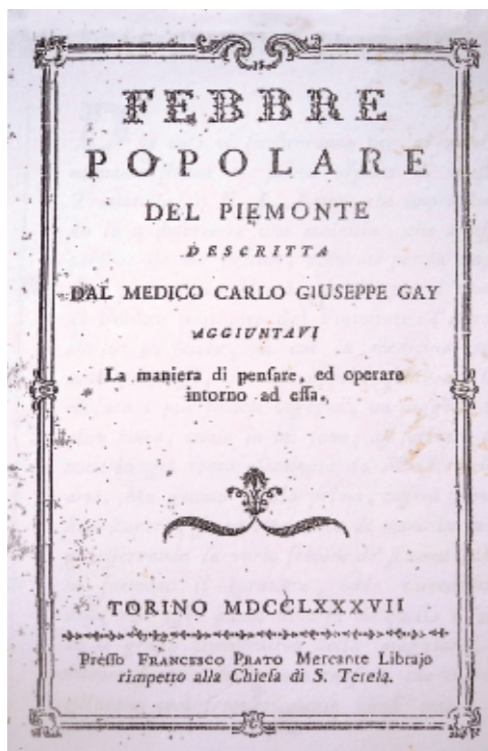 FEBBRE
POPOLARE
DEL PIEMONTE
DESCRITTA
DAL MEDICO CARLO GIUSEPPE GAY
AGGIUNTAVI
La maniera di penſare, ed operare
intorno ad eſſa.
TORINO MDCCLXXXVII
Preſſo FRANCESCO PRATO Mercante Librajo
rimpetto alla Chieſa di S. Tereſa.